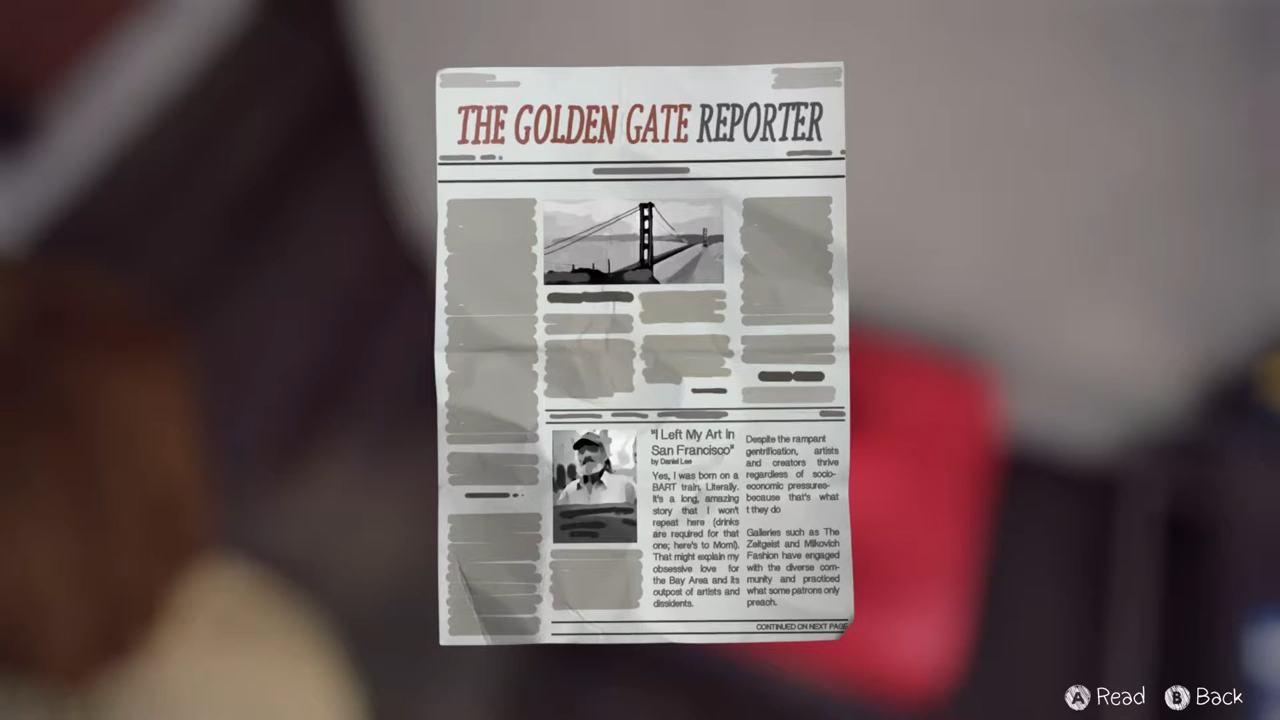 THE GOLDEN GATE REPORTER
"I Left My Art In
San Francisco"
by Daniel Lee
Yes, I was born on a
BART train. Literally.
It's a long, amazing
story that I won't
repeat here (drinks
are required for that
one; here's to Mom!).
That might explain my
obsessive love for
the Bay Area and its
outpost of artists and
dissidents.
Despite the rampant
gentrification, artists
and creators thrive
regardless of socio-
economic pressures-
because that's what
t they do
Galleries such as The
Zeitgeist and Mikovich
Fashion have engaged
with the diverse com-
munity and practiced
what some patrons only
preach.
CONTINUED ON NEXT PAGE
A Read B Back